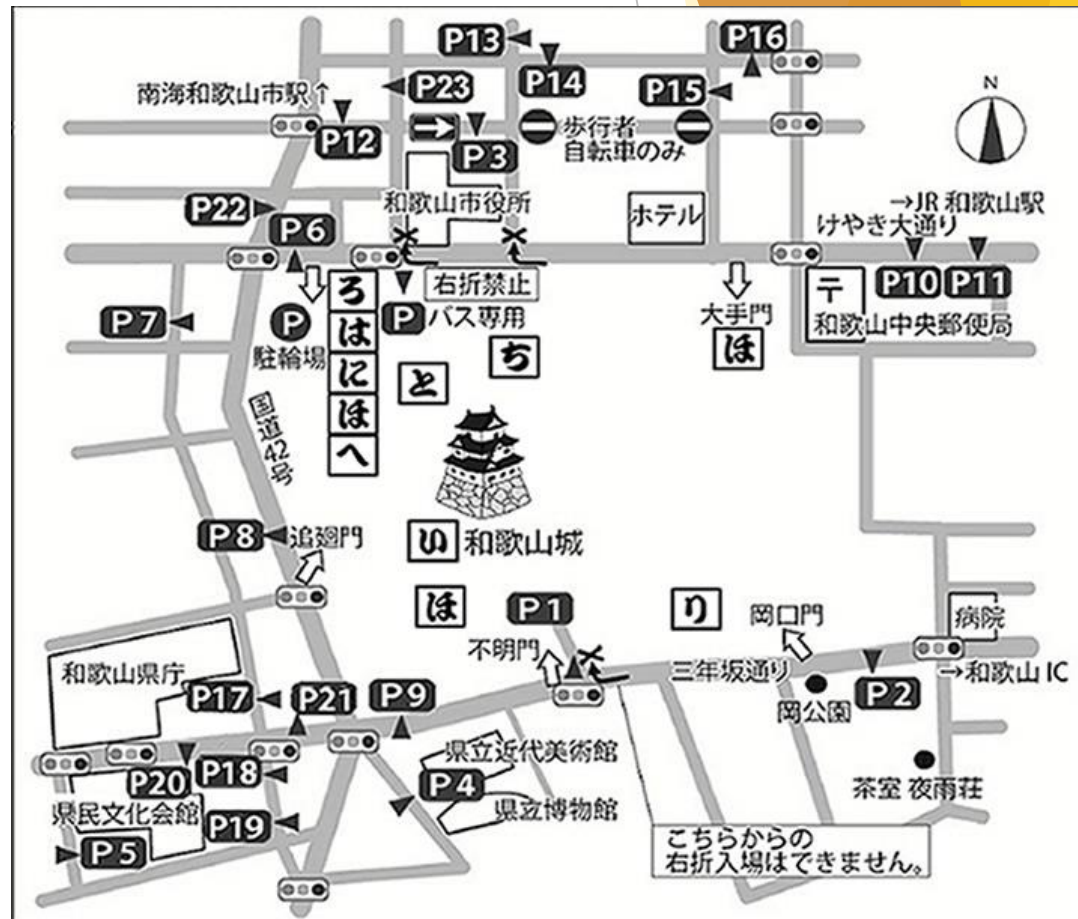 P13
P16
P14
P23
P15
南海和歌山市駅↑
N
P12
→
P3
歩行者
自転車のみ
和歌山市役所
ホテル
P22
P6
→JR 和歌山駅
けやき大通り
右折禁止
P10
P11
P7
P
駐輪場
P バス専用
大手門
ほ
〒
和歌山中央郵便局
ろ
は
に
ほ
へ
と
ち
国道42号
P8
追廻門
い
和歌山城
ほ
P1
り
岡口門
病院
不明門
和歌山県庁
三年坂通り
→和歌山 IC
P17
P21
P9
岡公園
P2
県立近代美術館
P20
P18
P4
茶室 夜雨荘
県民文化会館
P19
県立博物館
P5
こちらからの
右折入場はできません。